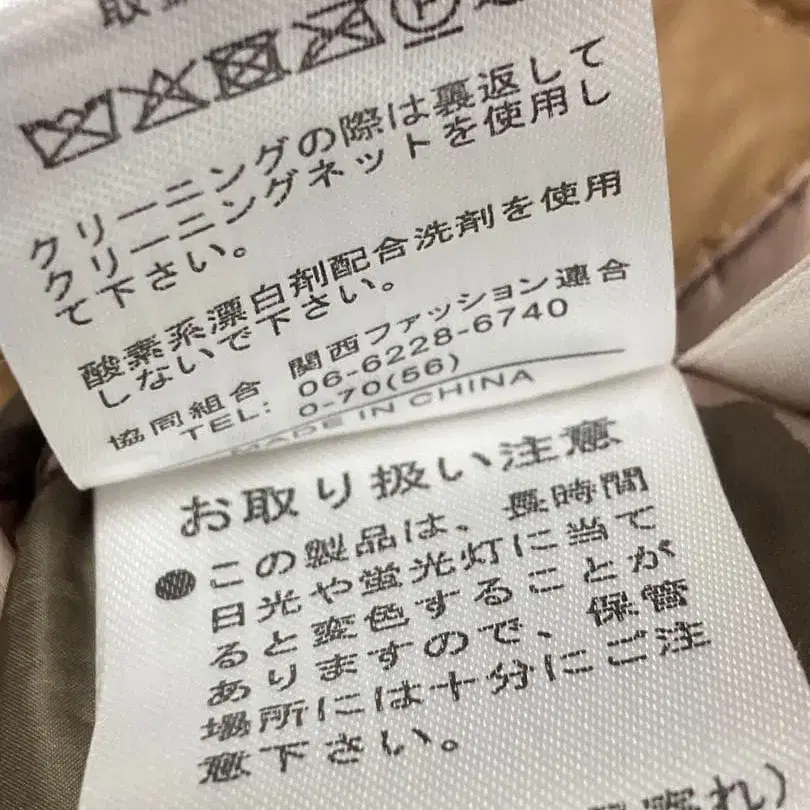 取
クリーニングの際は裏返して
クリーニングネットを使用し
て下さい。
酸素系漂白剤配合洗剤を使用
しないで下さい。
協同組合 関西ファッション連合
TEL: 06-6228-6740
0-70(56)
MADE IN CHINA
お取り扱い注意
●この製品は、長時間
日光や蛍光灯に当て
ると変色することが
ありますので、保管
場所には十分にご注
意下さい。
れ)